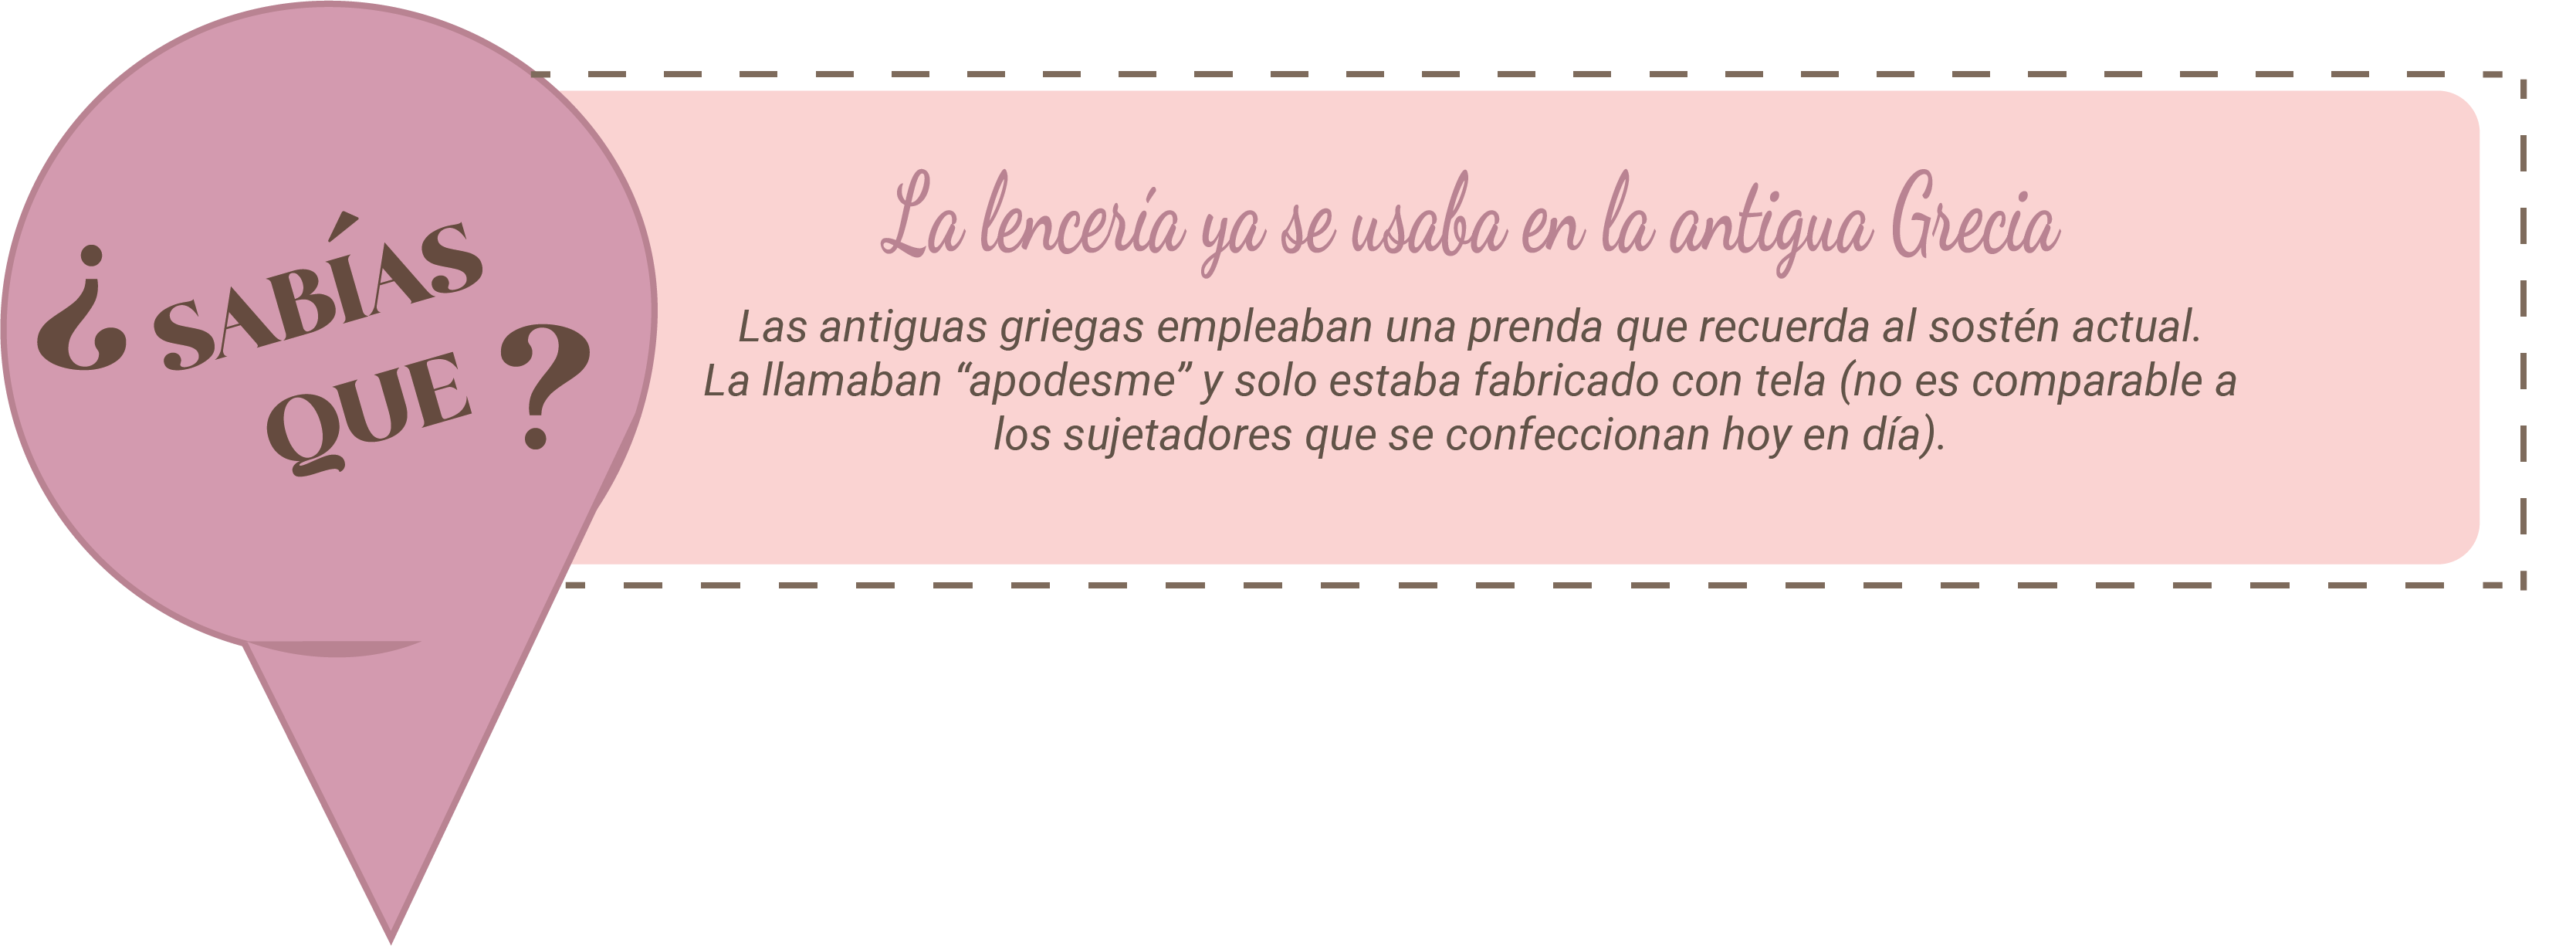 ¿SABÍAS
QUE?
La lencería ya se usaba en la antigua Grecia
Las antiguas griegas empleaban una prenda que recuerda al sostén actual.
La llamaban “apodesme” y solo estaba fabricado con tela (no es comparable a
los sujetadores que se confeccionan hoy en día).